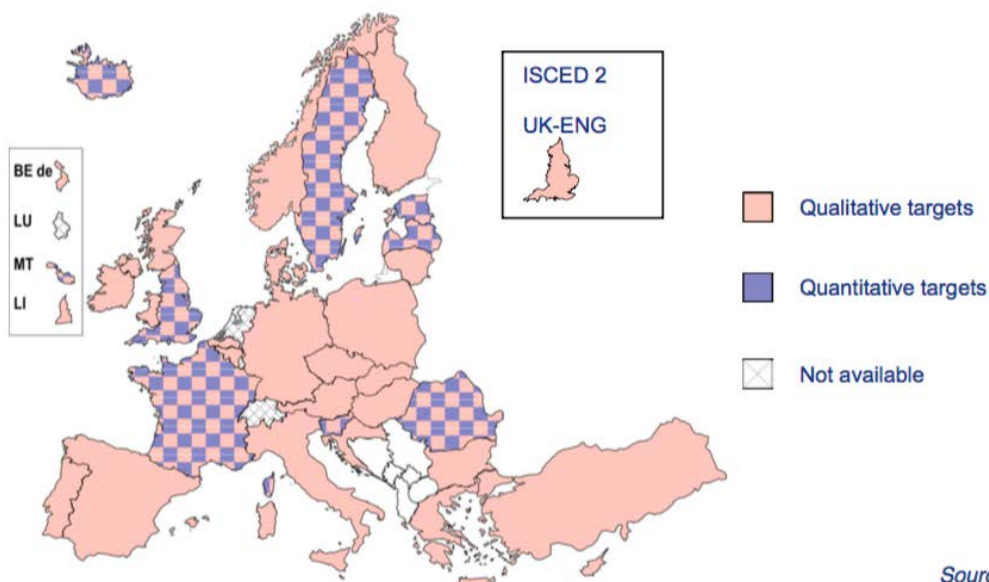 ISCED 2
UK-ENG
BE de
LU
MT
LI
Qualitative targets
Quantitative targets
Not available